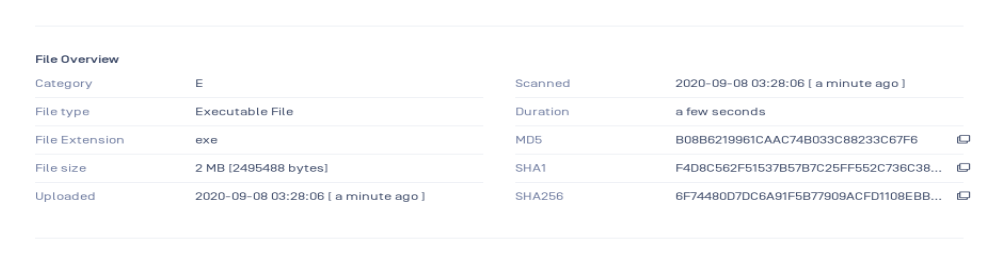 File Overview
Category E
File type Executable File
File Extension exe
File size 2 MB [2495488 bytes]
Uploaded 2020-09-08 03:28:06 [ a minute ago ]
Scanned 2020-09-08 03:28:06 [ a minute ago ]
Duration a few seconds
MD5 B08B6219961CAAC74B033C88233C67F6
SHA1 F4D8C562F51537B57B7C25FF552C736C38...
SHA256 6F74480D7DC6A91F5B77909ACFD1108EBB...